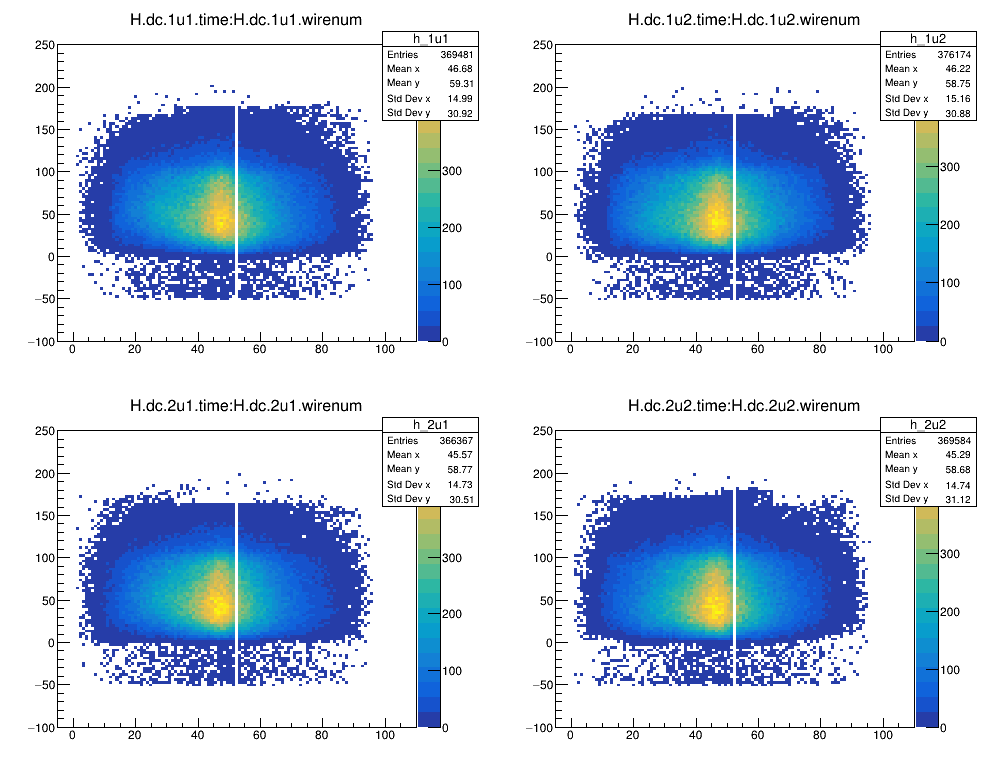 H.dc.1u1.time:H.dc.1u1.wirenum
h_1u1
Entries 369481
Mean x 46.68
Mean y 59.31
Std Dev x 14.99
Std Dev y 30.92
250
200
150
100
50
0
−50
−100
0 20 40 60 80 100
300
200
100
0
H.dc.1u2.time:H.dc.1u2.wirenum
h_1u2
Entries 376174
Mean x 46.22
Mean y 58.75
Std Dev x 15.16
Std Dev y 30.88
250
200
150
100
50
0
−50
−100
0 20 40 60 80 100
300
200
100
0
H.dc.2u1.time:H.dc.2u1.wirenum
h_2u1
Entries 366367
Mean x 45.57
Mean y 58.77
Std Dev x 14.73
Std Dev y 30.51
250
200
150
100
50
0
−50
−100
0 20 40 60 80 100
300
200
100
0
H.dc.2u2.time:H.dc.2u2.wirenum
h_2u2
Entries 369584
Mean x 45.29
Mean y 58.68
Std Dev x 14.74
Std Dev y 31.12
250
200
150
100
50
0
−50
−100
0 20 40 60 80 100
300
200
100
0